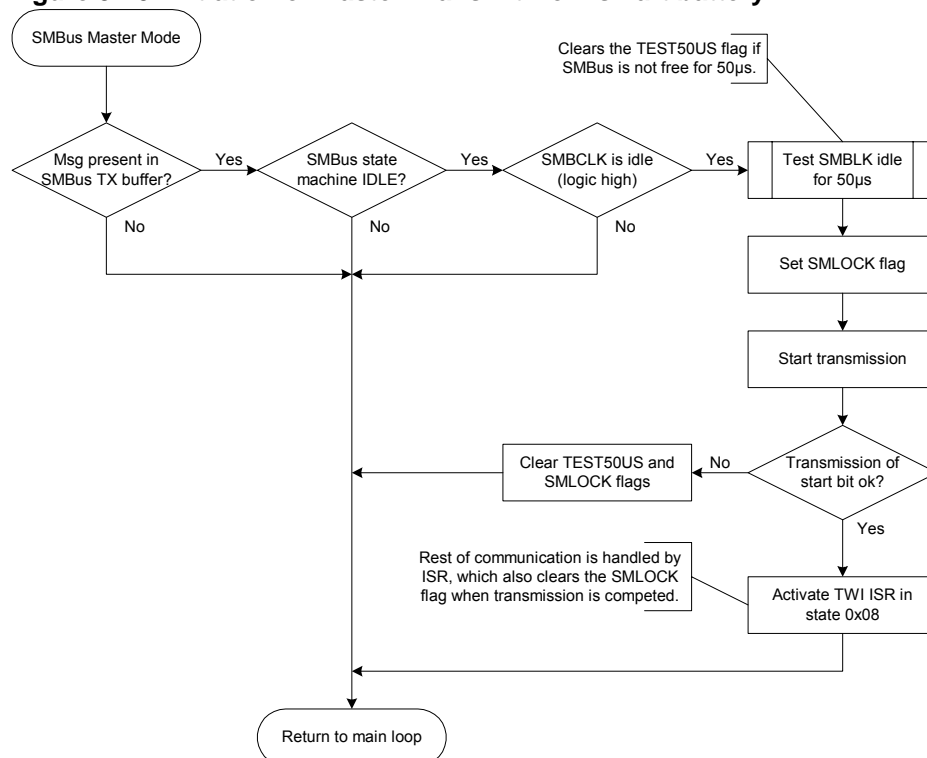 SMBus Master Mode
Clears the TEST50US flag if
SMBus is not free for 50µs.
Msg present in
SMBus TX buffer?
Yes
SMBus state
machine IDLE?
Yes
SMBCLK is idle
(logic high)
Yes
Test SMBLK idle
for 50µs
No
No
No
Set SMLOCK flag
Start transmission
Clear TEST50US and
SMLOCK flags
No
Transmission of
start bit ok?
Yes
Rest of communication is handled by
ISR, which also clears the SMLOCK
flag when transmission is competed.
Activate TWI ISR in
state 0x08
Return to main loop